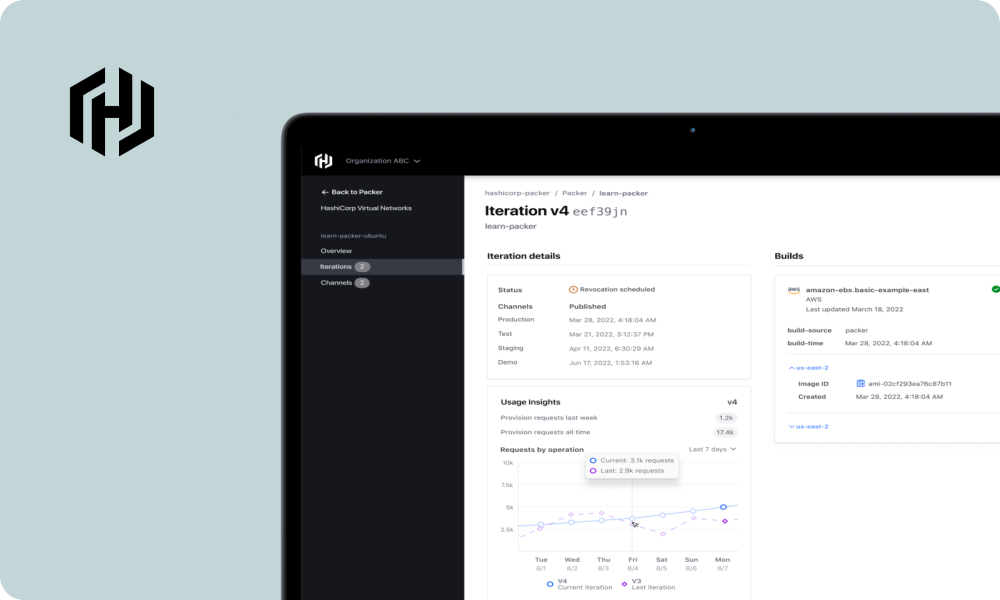 Organization ABC
← Back to Packer
HashiCorp Virtual Networks
learn-packer-ubuntu
Overview
Iterations 2
Channels 2
hashicorp-packer / Packer / learn-packer
Iteration v4 eef39jn
learn-packer
Iteration details
Status Revocation scheduled
Channels Published
Production Mar 28, 2022, 4:18:04 AM
Test Mar 21, 2022, 3:12:37 PM
Staging Apr 11, 2022, 6:30:29 AM
Demo Jun 17, 2022, 1:53:16 AM
Usage Insights v4
Provision requests last week 1.2k
Provision requests all time 17.4k
Requests by operation Last 7 days
Current: 3.1k requests
Last: 2.9k requests
10k
7.5k
5k
2.5k
Tue Wed Thu Fri Sat Sun Mon
8/1 8/2 8/3 8/4 8/5 8/6 8/7
V4 V3
Current iteration Last iteration
Builds
aws amazon-ebs.basic-example-east
AWS
Last updated March 18, 2022
build-source packer
build-time Mar 28, 2022, 4:18:04 AM
us-east-2
Image ID ami-02cf293ea76c87b11
Created Mar 28, 2022, 4:18:04 AM
us-east-2